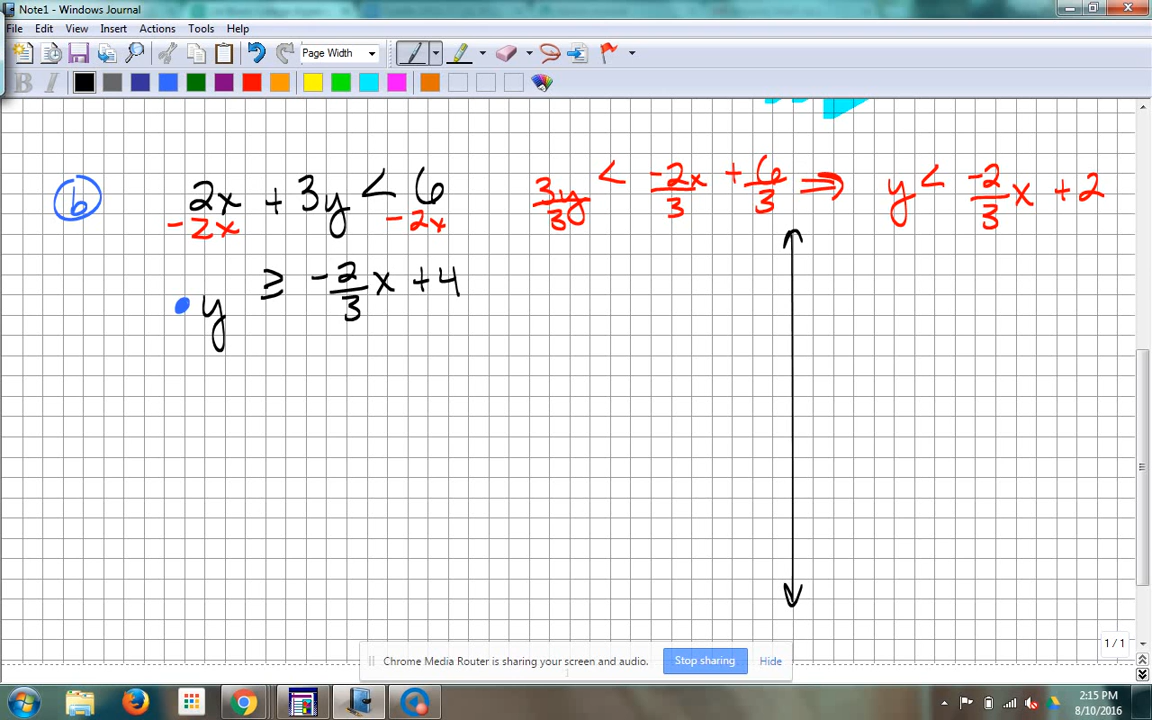 Note1 - Windows Journal
File Edit View Insert Actions Tools Help
Page Width
B I
b 2x + 3y < 6 3y/3 < -2x/3 + 6/3 ⇒ y < -2/3 x + 2
-2x -2x
y ≥ -2/3 x + 4
1 / 1
Chrome Media Router is sharing your screen and audio. Stop sharing Hide
2:15 PM
8/10/2016